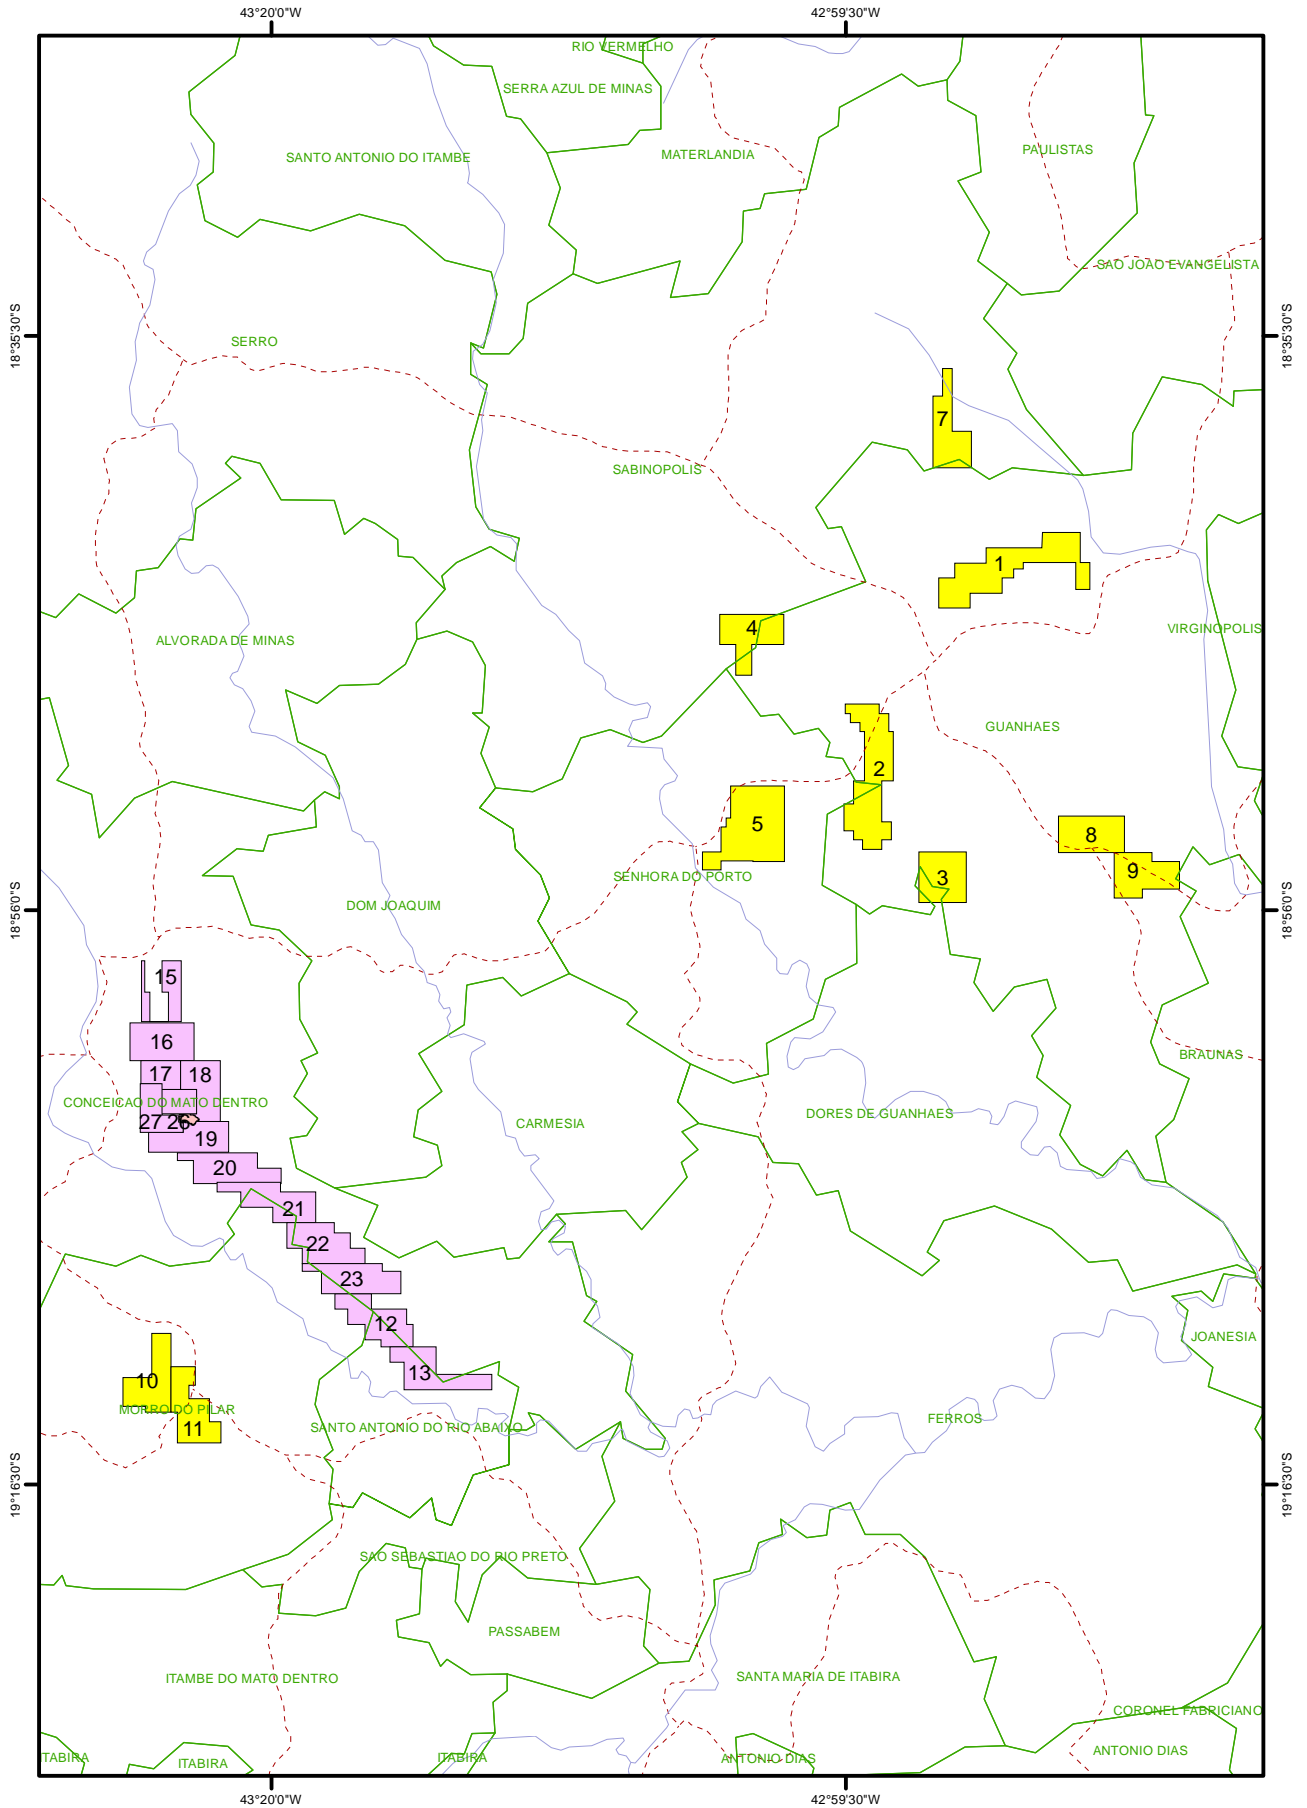 43°20'0"W
42°59'30"W
RIO VERMELHO
SERRA AZUL DE MINAS
SANTO ANTONIO DO ITAMBE
MATERLANDIA
PAULISTAS
SAO JOAO EVANGELISTA
18°35'30"S
18°35'30"S
SERRO
7
SABINOPOLIS
1
4
ALVORADA DE MINAS
VIRGINOPOLIS
GUANHAES
2
5
8
9
3
SENHORA DO PORTO
DOM JOAQUIM
18°56'0"S
18°56'0"S
15
16
17
18
BRAUNAS
CONCEICAO DO MATO DENTRO
DORES DE GUANHAES
27
26
CARMESIA
19
20
21
22
23
12
JOANESIA
13
10
MORRO DO PILAR
11
SANTO ANTONIO DO RIO ABAIXO
FERROS
19°16'30"S
19°16'30"S
SAO SEBASTIAO DO RIO PRETO
PASSABEM
ITAMBE DO MATO DENTRO
SANTA MARIA DE ITABIRA
CORONEL FABRICIANO
TABIRA
ITABIRA
ITABIRA
ANTONIO DIAS
ANTONIO DIAS
43°20'0"W
42°59'30"W